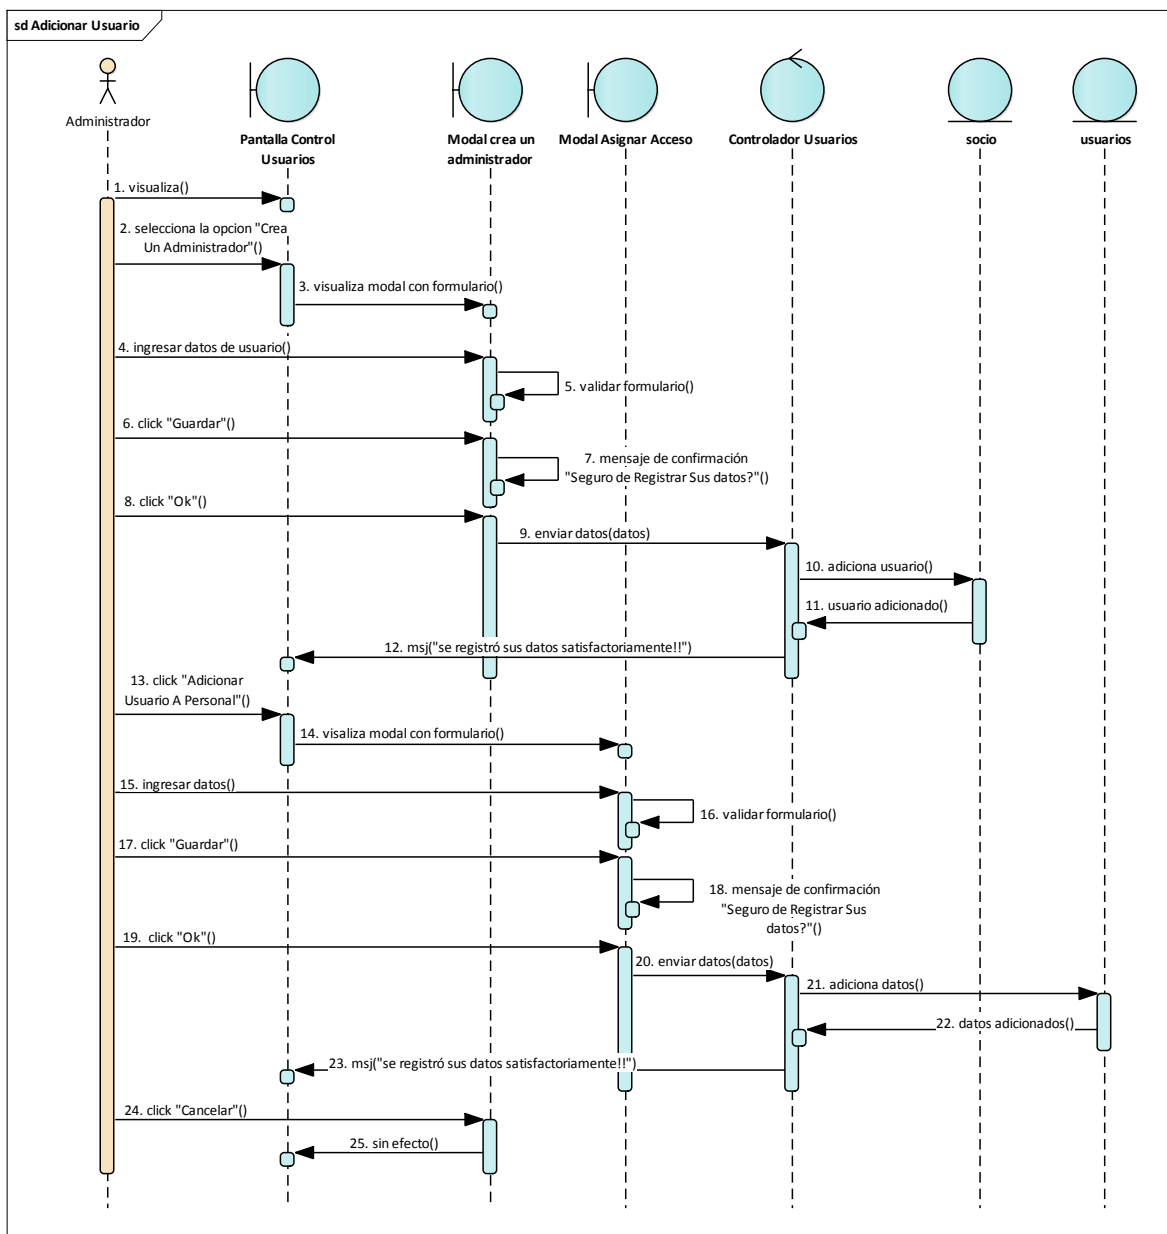 sd Adicionar Usuario
Administrador
Pantalla Control
Usuarios
Modal crea un
administrador
Modal Asignar Acceso
Controlador Usuarios
socio
usuarios
1. visualiza()
2. selecciona la opcion "Crea
Un Administrador"()
3. visualiza modal con formulario()
4. ingresar datos de usuario()
5. validar formulario()
6. click "Guardar"()
7. mensaje de confirmación
"Seguro de Registrar Sus datos?"()
8. click "Ok"()
9. enviar datos(datos)
10. adiciona usuario()
11. usuario adicionado()
12. msj("se registró sus datos satisfactoriamente!!")
13. click "Adicionar
Usuario A Personal"()
14. visaliza modal con formulario()
15. ingresar datos()
16. validar formulario()
17. click "Guardar"()
18. mensaje de confirmación
"Seguro de Registrar Sus
datos?"()
19. click "Ok"()
20. enviar datos(datos)
21. adiciona datos()
22. datos adicionados()
23. msj("se registró sus datos satisfactoriamente!!")
24. click "Cancelar"()
25. sin efecto()